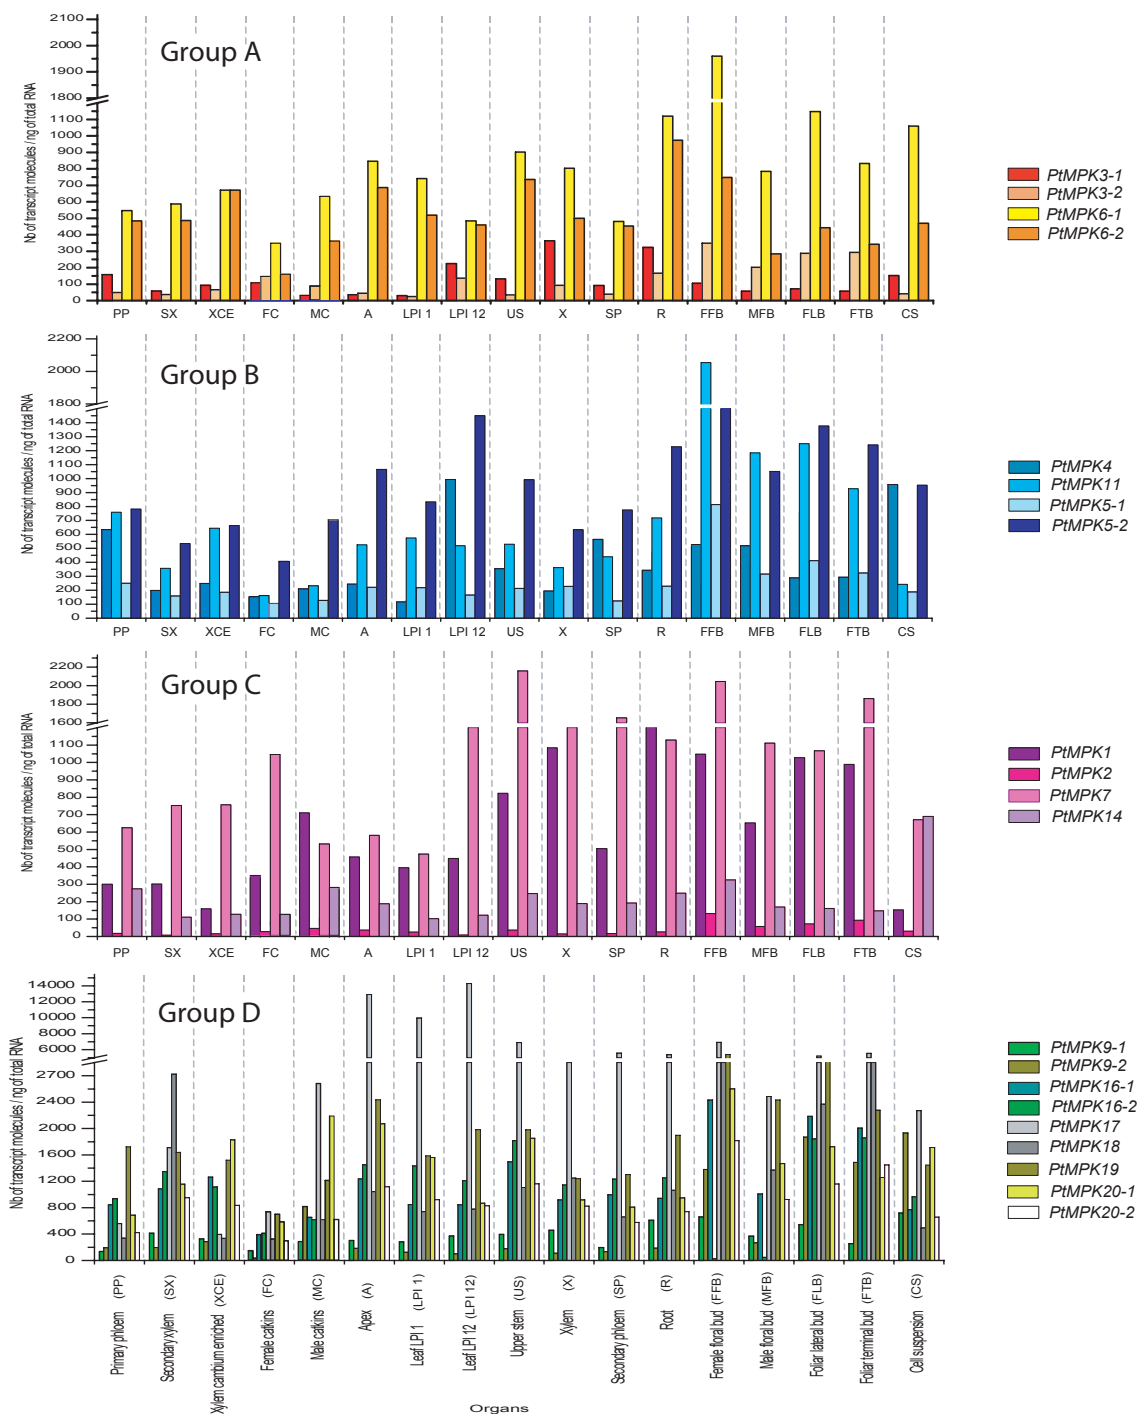 Group A
Nb of transcript molecules / ng of total RNA
2100
2000
1900
1800
1100
1000
900
800
700
600
500
400
300
200
100
0
PP SX XCE FC MC A LPI 1 LPI 12 US X SP R FFB MFB FLB FTB CS
PtMPK3-1
PtMPK3-2
PtMPK6-1
PtMPK6-2
Group B
Nb of transcript molecules / ng of total RNA
2200
2000
1800
1400
1300
1200
1100
1000
900
800
700
600
500
400
300
200
100
0
PP SX XCE FC MC A LPI 1 LPI 12 US X SP R FFB MFB FLB FTB CS
PtMPK4
PtMPK11
PtMPK5-1
PtMPK5-2
Group C
Nb of transcript molecules / ng of total RNA
2200
2000
1800
1600
1100
1000
900
800
700
600
500
400
300
200
100
0
PP SX XCE FC MC A LPI 1 LPI 12 US X SP R FFB MFB FLB FTB CS
PtMPK1
PtMPK2
PtMPK7
PtMPK14
Group D
Nb of transcript molecules / ng of total RNA
14000
12000
10000
8000
6000
2700
2400
2000
1600
1200
800
400
0
PtMPK9-1
PtMPK9-2
PtMPK16-1
PtMPK16-2
PtMPK17
PtMPK18
PtMPK19
PtMPK20-1
PtMPK20-2
Primary phloem (PP)
Secondary xylem (SX)
Xylem cambium enriched (XCE)
Female catkins (FC)
Male catkins (MC)
Apex (A)
Leaf LPI 1 (LPI 1)
Leaf LPI 12 (LPI 12)
Upper stem (US)
Xylem (X)
Secondary phloem (SP)
Root (R)
Female floral bud (FFB)
Male floral bud (MFB)
Foliar lateral bud (FLB)
Foliar terminal bud (FTB)
Cell suspension (CS)
Organs